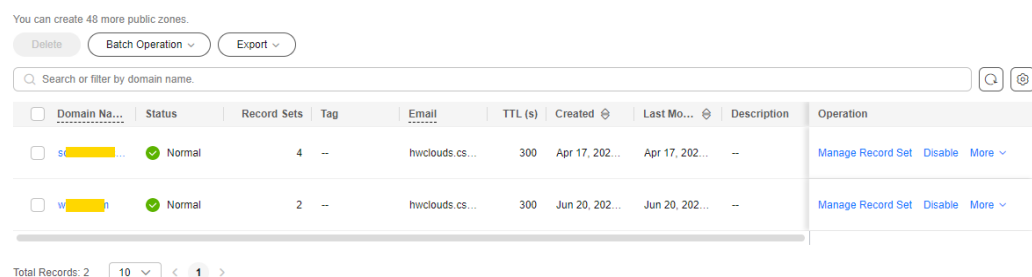 You can create 48 more public zones.
Delete Batch Operation Export
Search or filter by domain name.
Domain Na... Status Record Sets Tag Email TTL (s) Created Last Mo... Description Operation
Normal 4 -- hwclouds.cs... 300 Apr 17, 202... Apr 17, 202... -- Manage Record Set Disable More
Normal 2 -- hwclouds.cs... 300 Jun 20, 202... Jun 20, 202... -- Manage Record Set Disable More
Total Records: 2 10 < 1 >